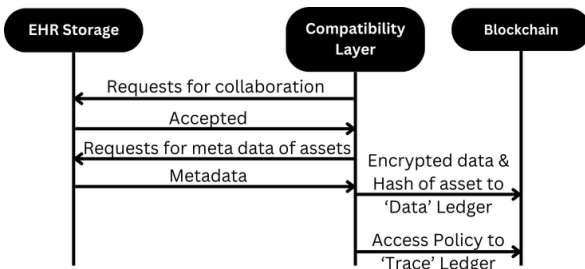 EHR Storage
Compatibility
Layer
Blockchain
Requests for collaboration
Accepted
Requests for meta data of assets
Metadata
Encrypted data &
Hash of asset to
‘Data’ Ledger
Access Policy to
‘Trace’ Ledger